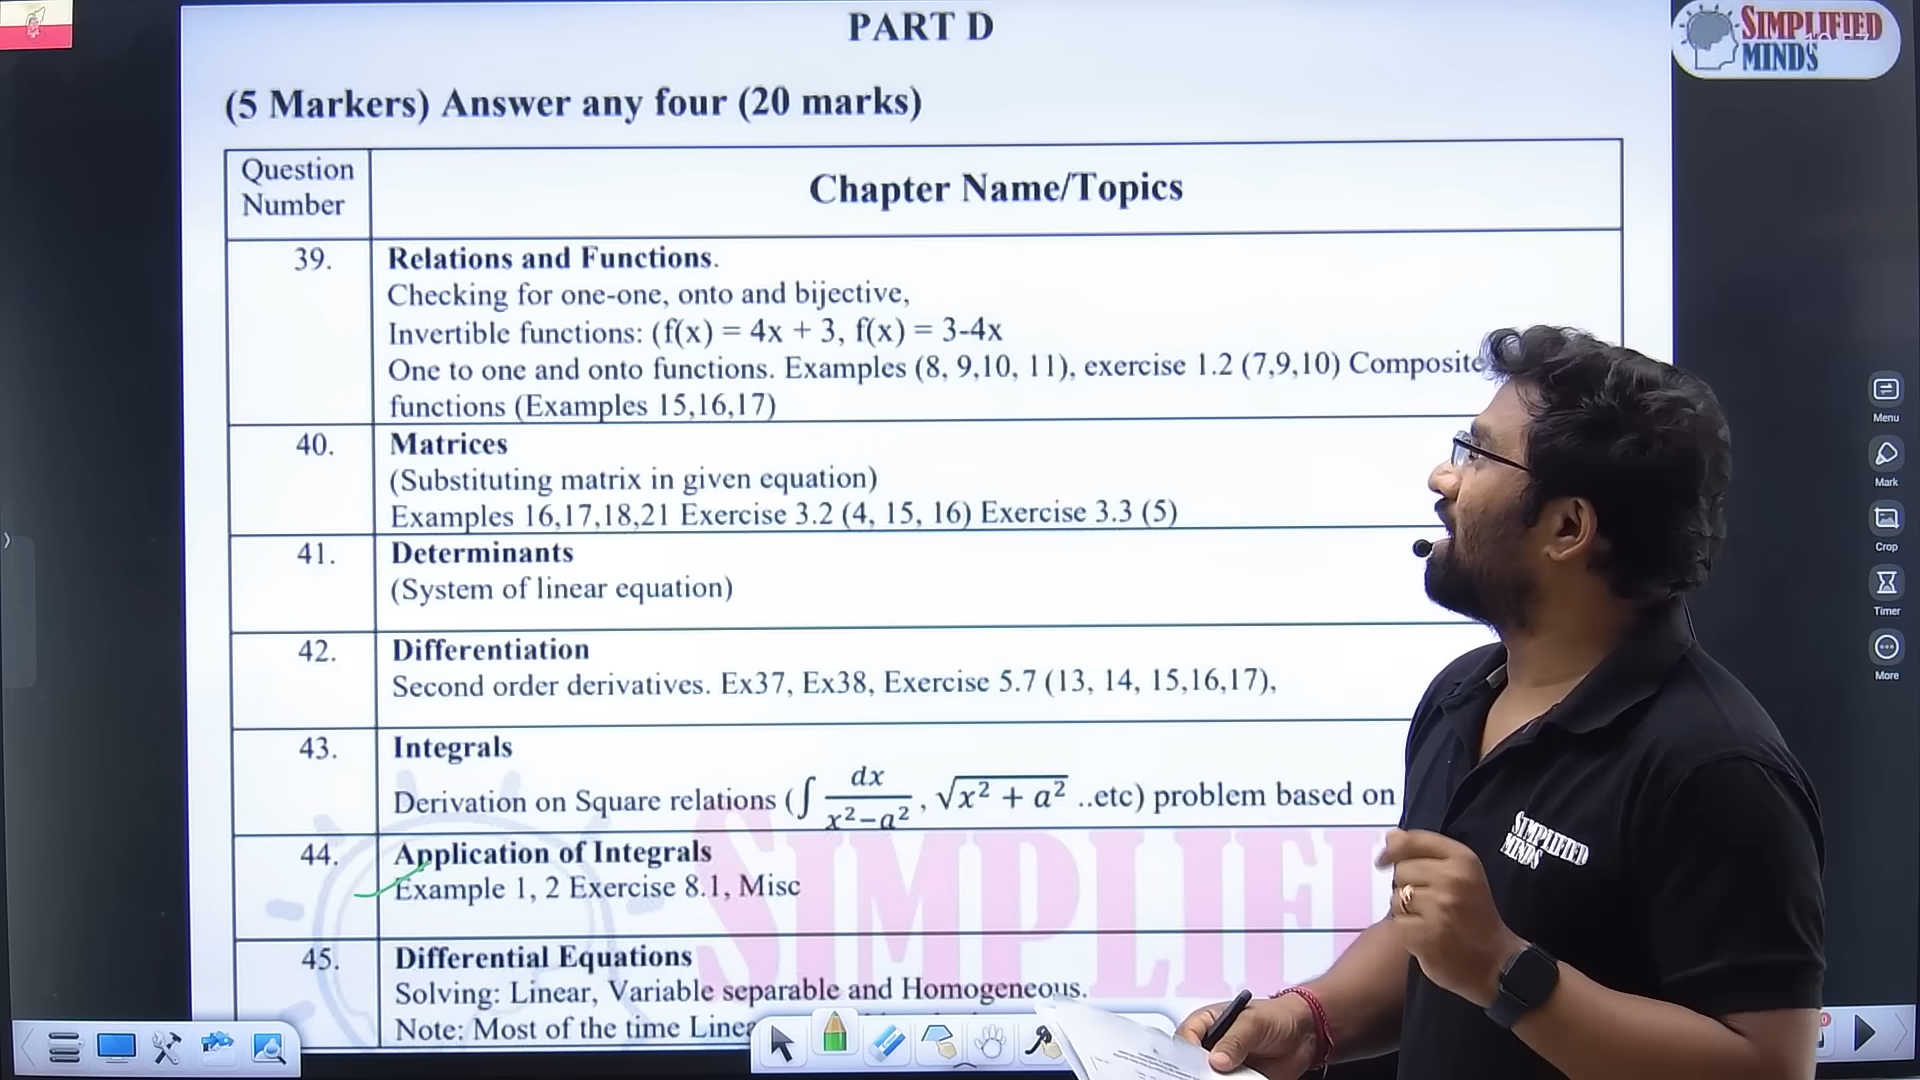 PART D
SIMPLIFIED
MINDS
(5 Markers) Answer any four (20 marks)
Question
Number
Chapter Name/Topics
39.
Relations and Functions.
Checking for one-one, onto and bijective,
Invertible functions: (f(x) = 4x + 3, f(x) = 3-4x
One to one and onto functions. Examples (8, 9,10, 11), exercise 1.2 (7,9,10) Composite
functions (Examples 15,16,17)
40.
Matrices
(Substituting matrix in given equation)
Examples 16,17,18,21 Exercise 3.2 (4, 15, 16) Exercise 3.3 (5)
41.
Determinants
(System of linear equation)
42.
Differentiation
Second order derivatives. Ex37, Ex38, Exercise 5.7 (13, 14, 15,16,17),
43.
Integrals
Derivation on Square relations (∫ dx/(x²−a²) , √(x² + a²) ..etc) problem based on
44.
Application of Integrals
Example 1, 2 Exercise 8.1, Misc
45.
Differential Equations
Solving: Linear, Variable separable and Homogeneous.
Note: Most of the time
SIMPLIFI
Menu
Mark
Crop
Timer
More
SIMPLIFIED
MINDS